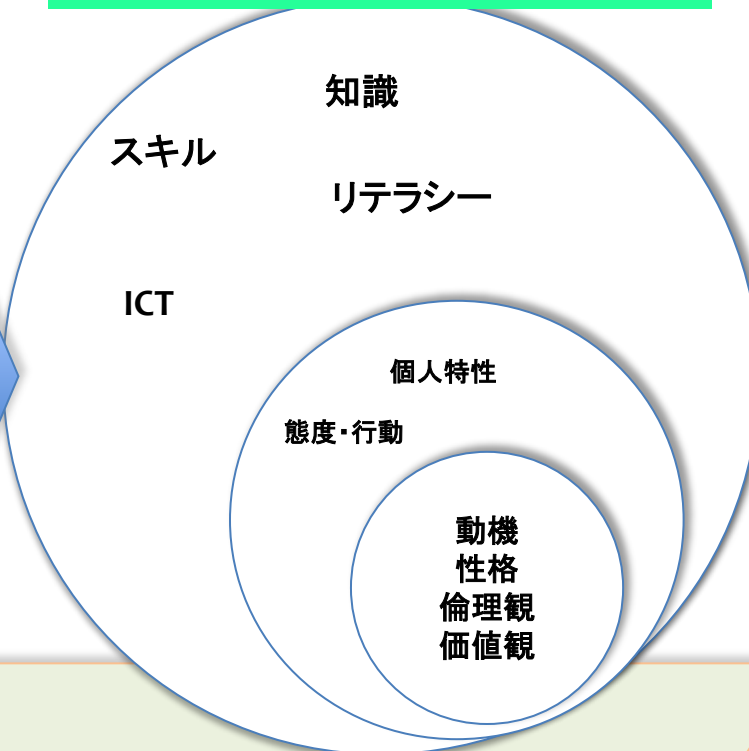 知識
スキル
リテラシー
ICT
個人特性
態度・行動
動機
性格
倫理観
価値観